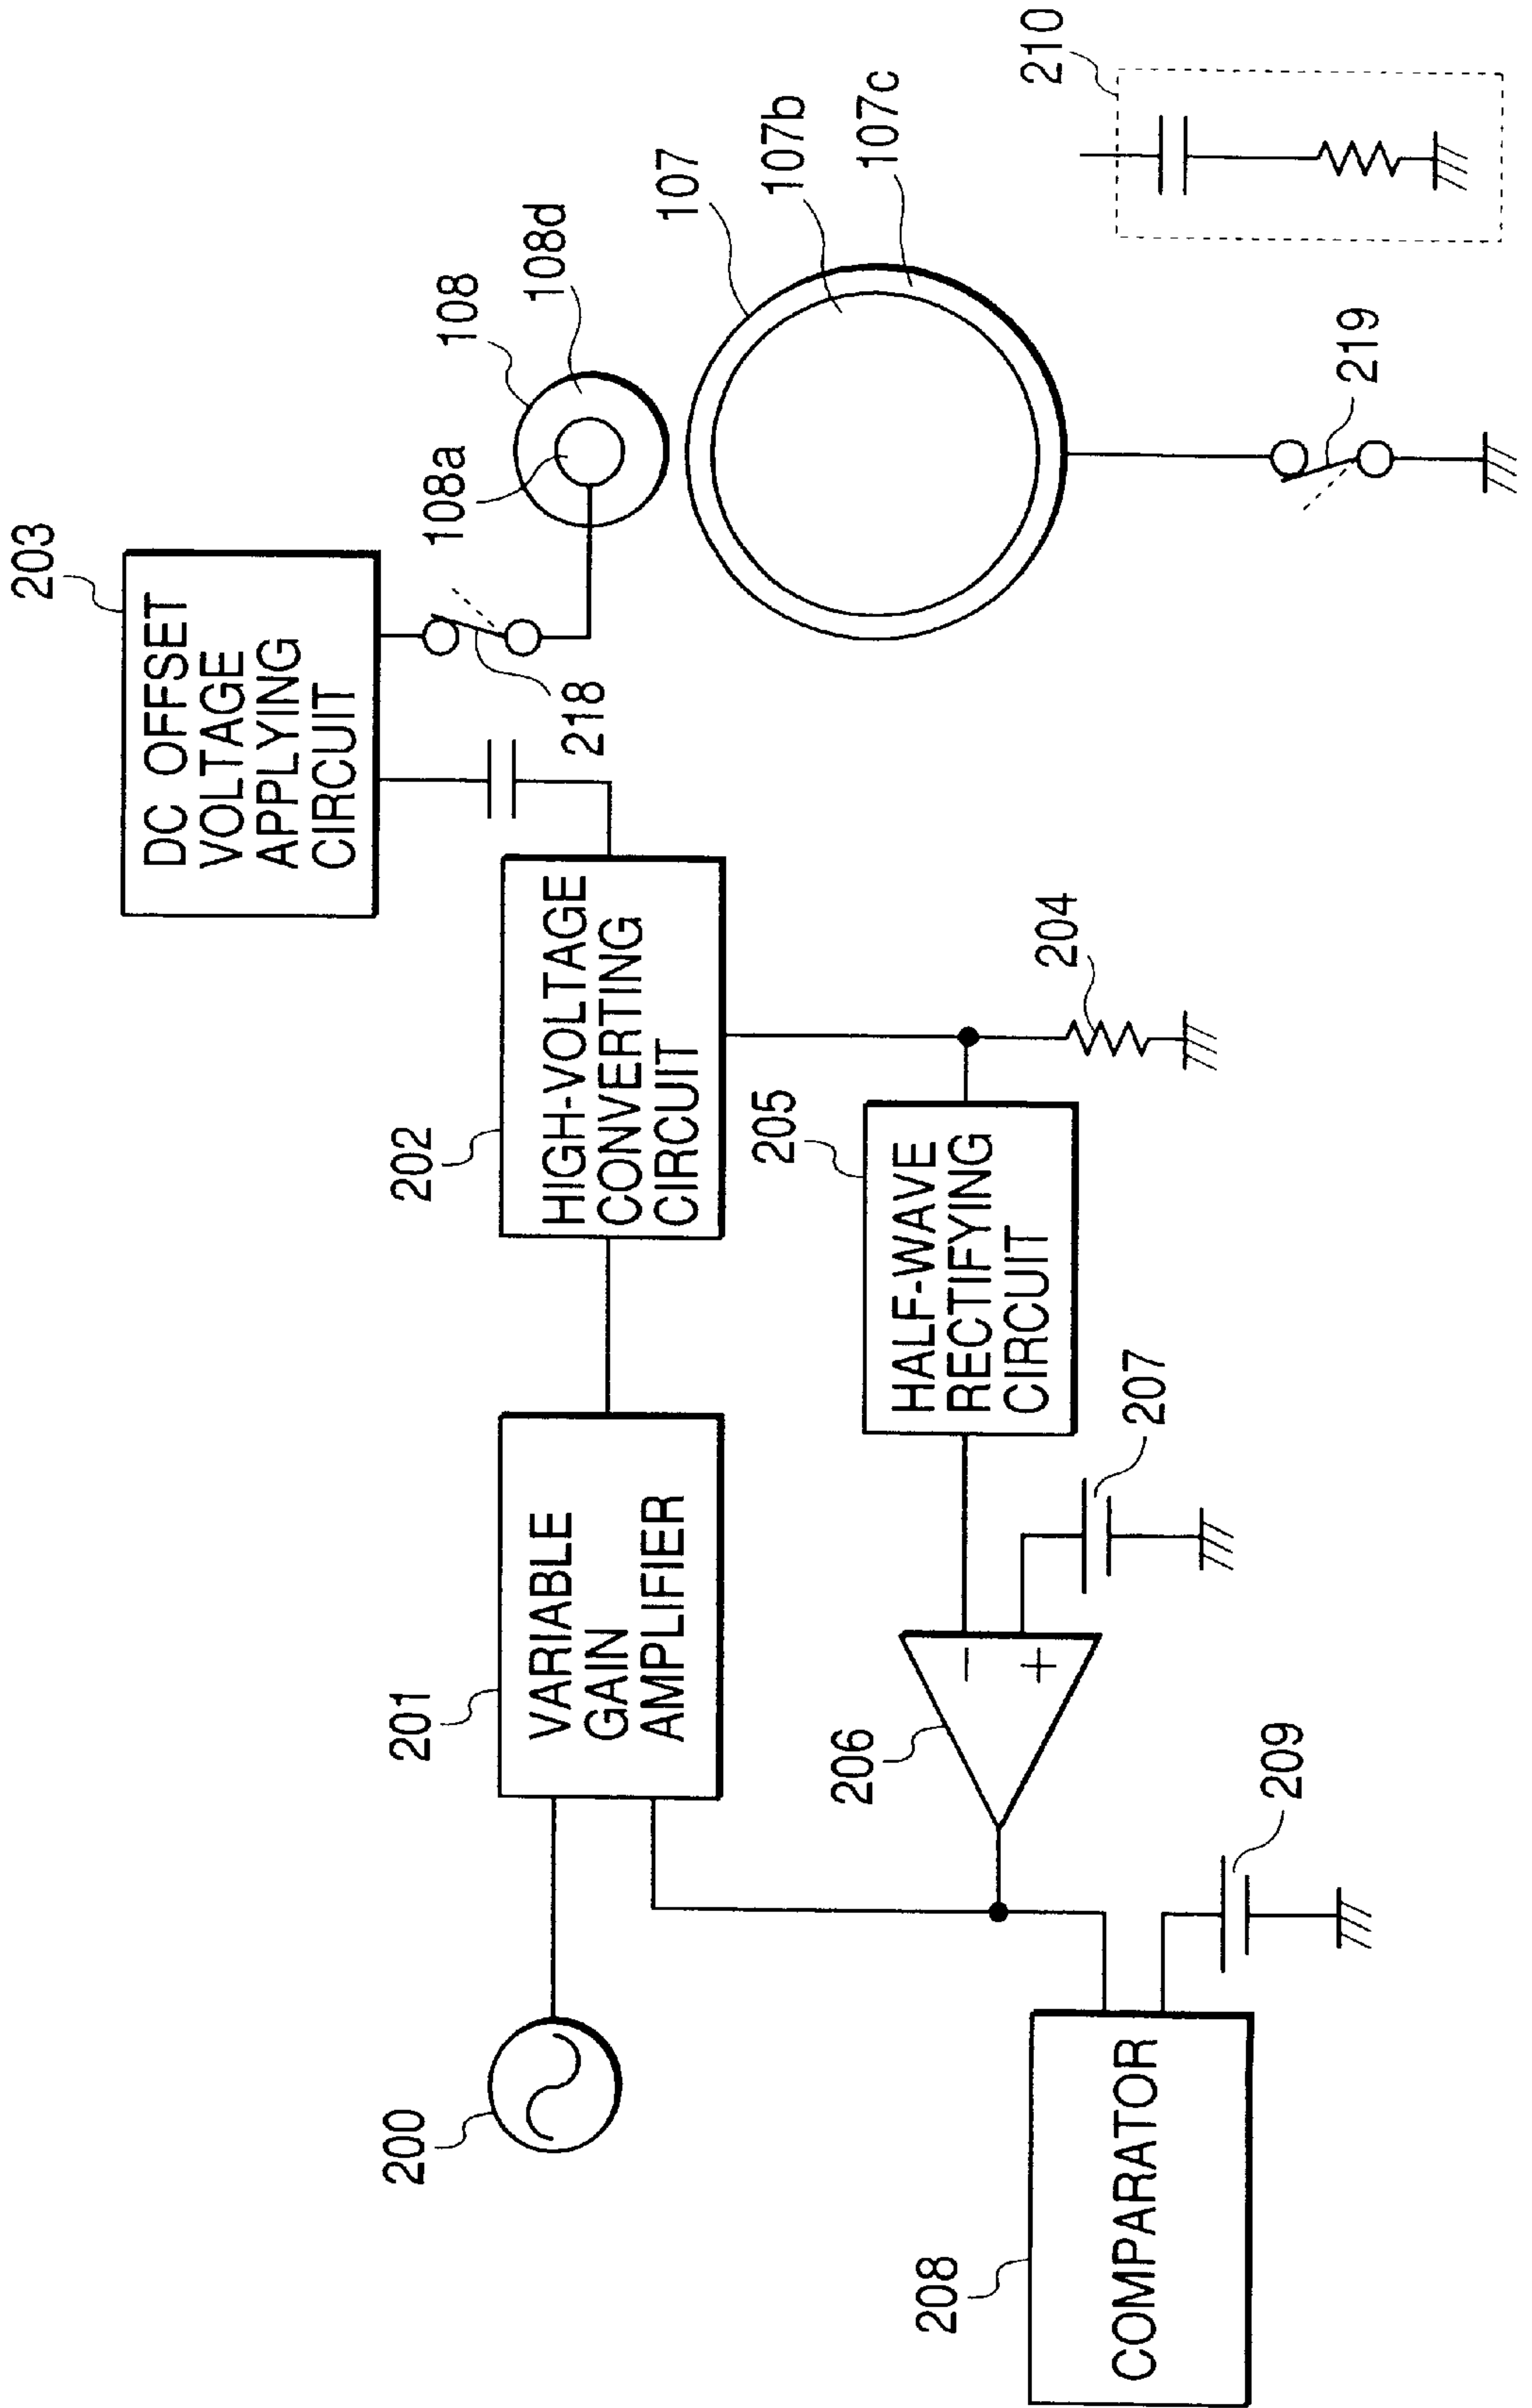 203
DC OFFSET
VOLTAGE
APPLYING
CIRCUIT
218
108a
108
108d
107
107b
107c
210
219
202
HIGH-VOLTAGE
CONVERTING
CIRCUIT
204
205
HALF-WAVE
RECTIFYING
CIRCUIT
201
VARIABLE
GAIN
AMPLIFIER
207
206
−
+
209
200
208
COMPARATOR